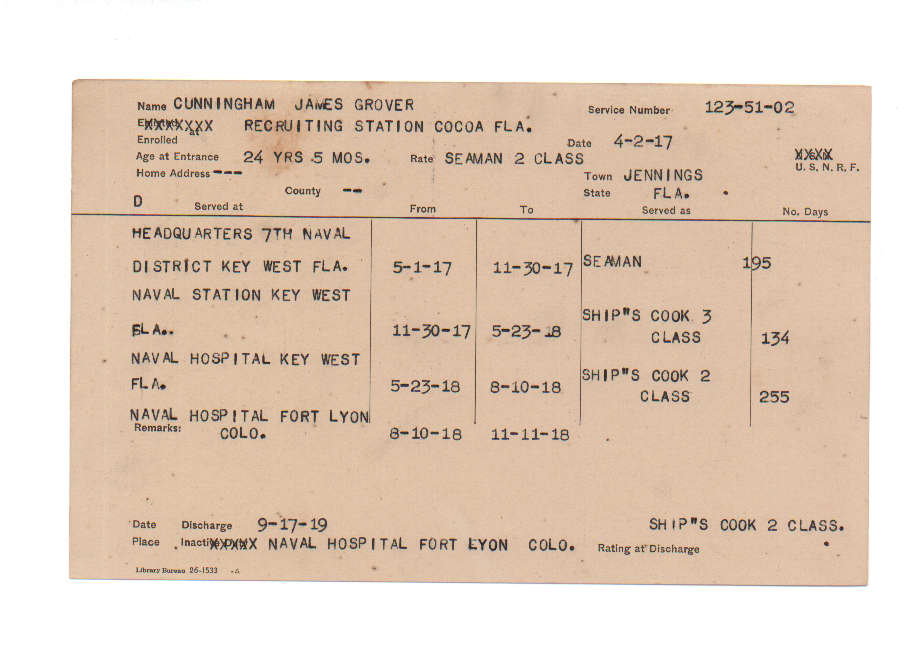 Name CUNNINGHAM JAMES GROVER Service Number 123-51-02
XXXXXXX at RECRUITING STATION COCOA FLA.
Enrolled Date 4-2-17
Age at Entrance 24 YRS 5 MOS. Rate SEAMAN 2 CLASS XXXX U. S. N. R. F.
Home Address --- Town JENNINGS
County -- State FLA.
D
Served at From To Served as No. Days
HEADQUARTERS 7TH NAVAL
DISTRICT KEY WEST FLA. 5-1-17 11-30-17 SEAMAN 195
NAVAL STATION KEY WEST
FLA.. 11-30-17 5-23-18 SHIP"S COOK 3
CLASS 134
NAVAL HOSPITAL KEY WEST
FLA. 5-23-18 8-10-18 SHIP"S COOK 2
CLASS 255
NAVAL HOSPITAL FORT LYON
Remarks: COLO. 8-10-18 11-11-18
Date Discharge 9-17-19 SHIP"S COOK 2 CLASS.
Place XXXXX NAVAL HOSPITAL FORT LYON COLO. Rating at Discharge
Library Bureau 26-1533